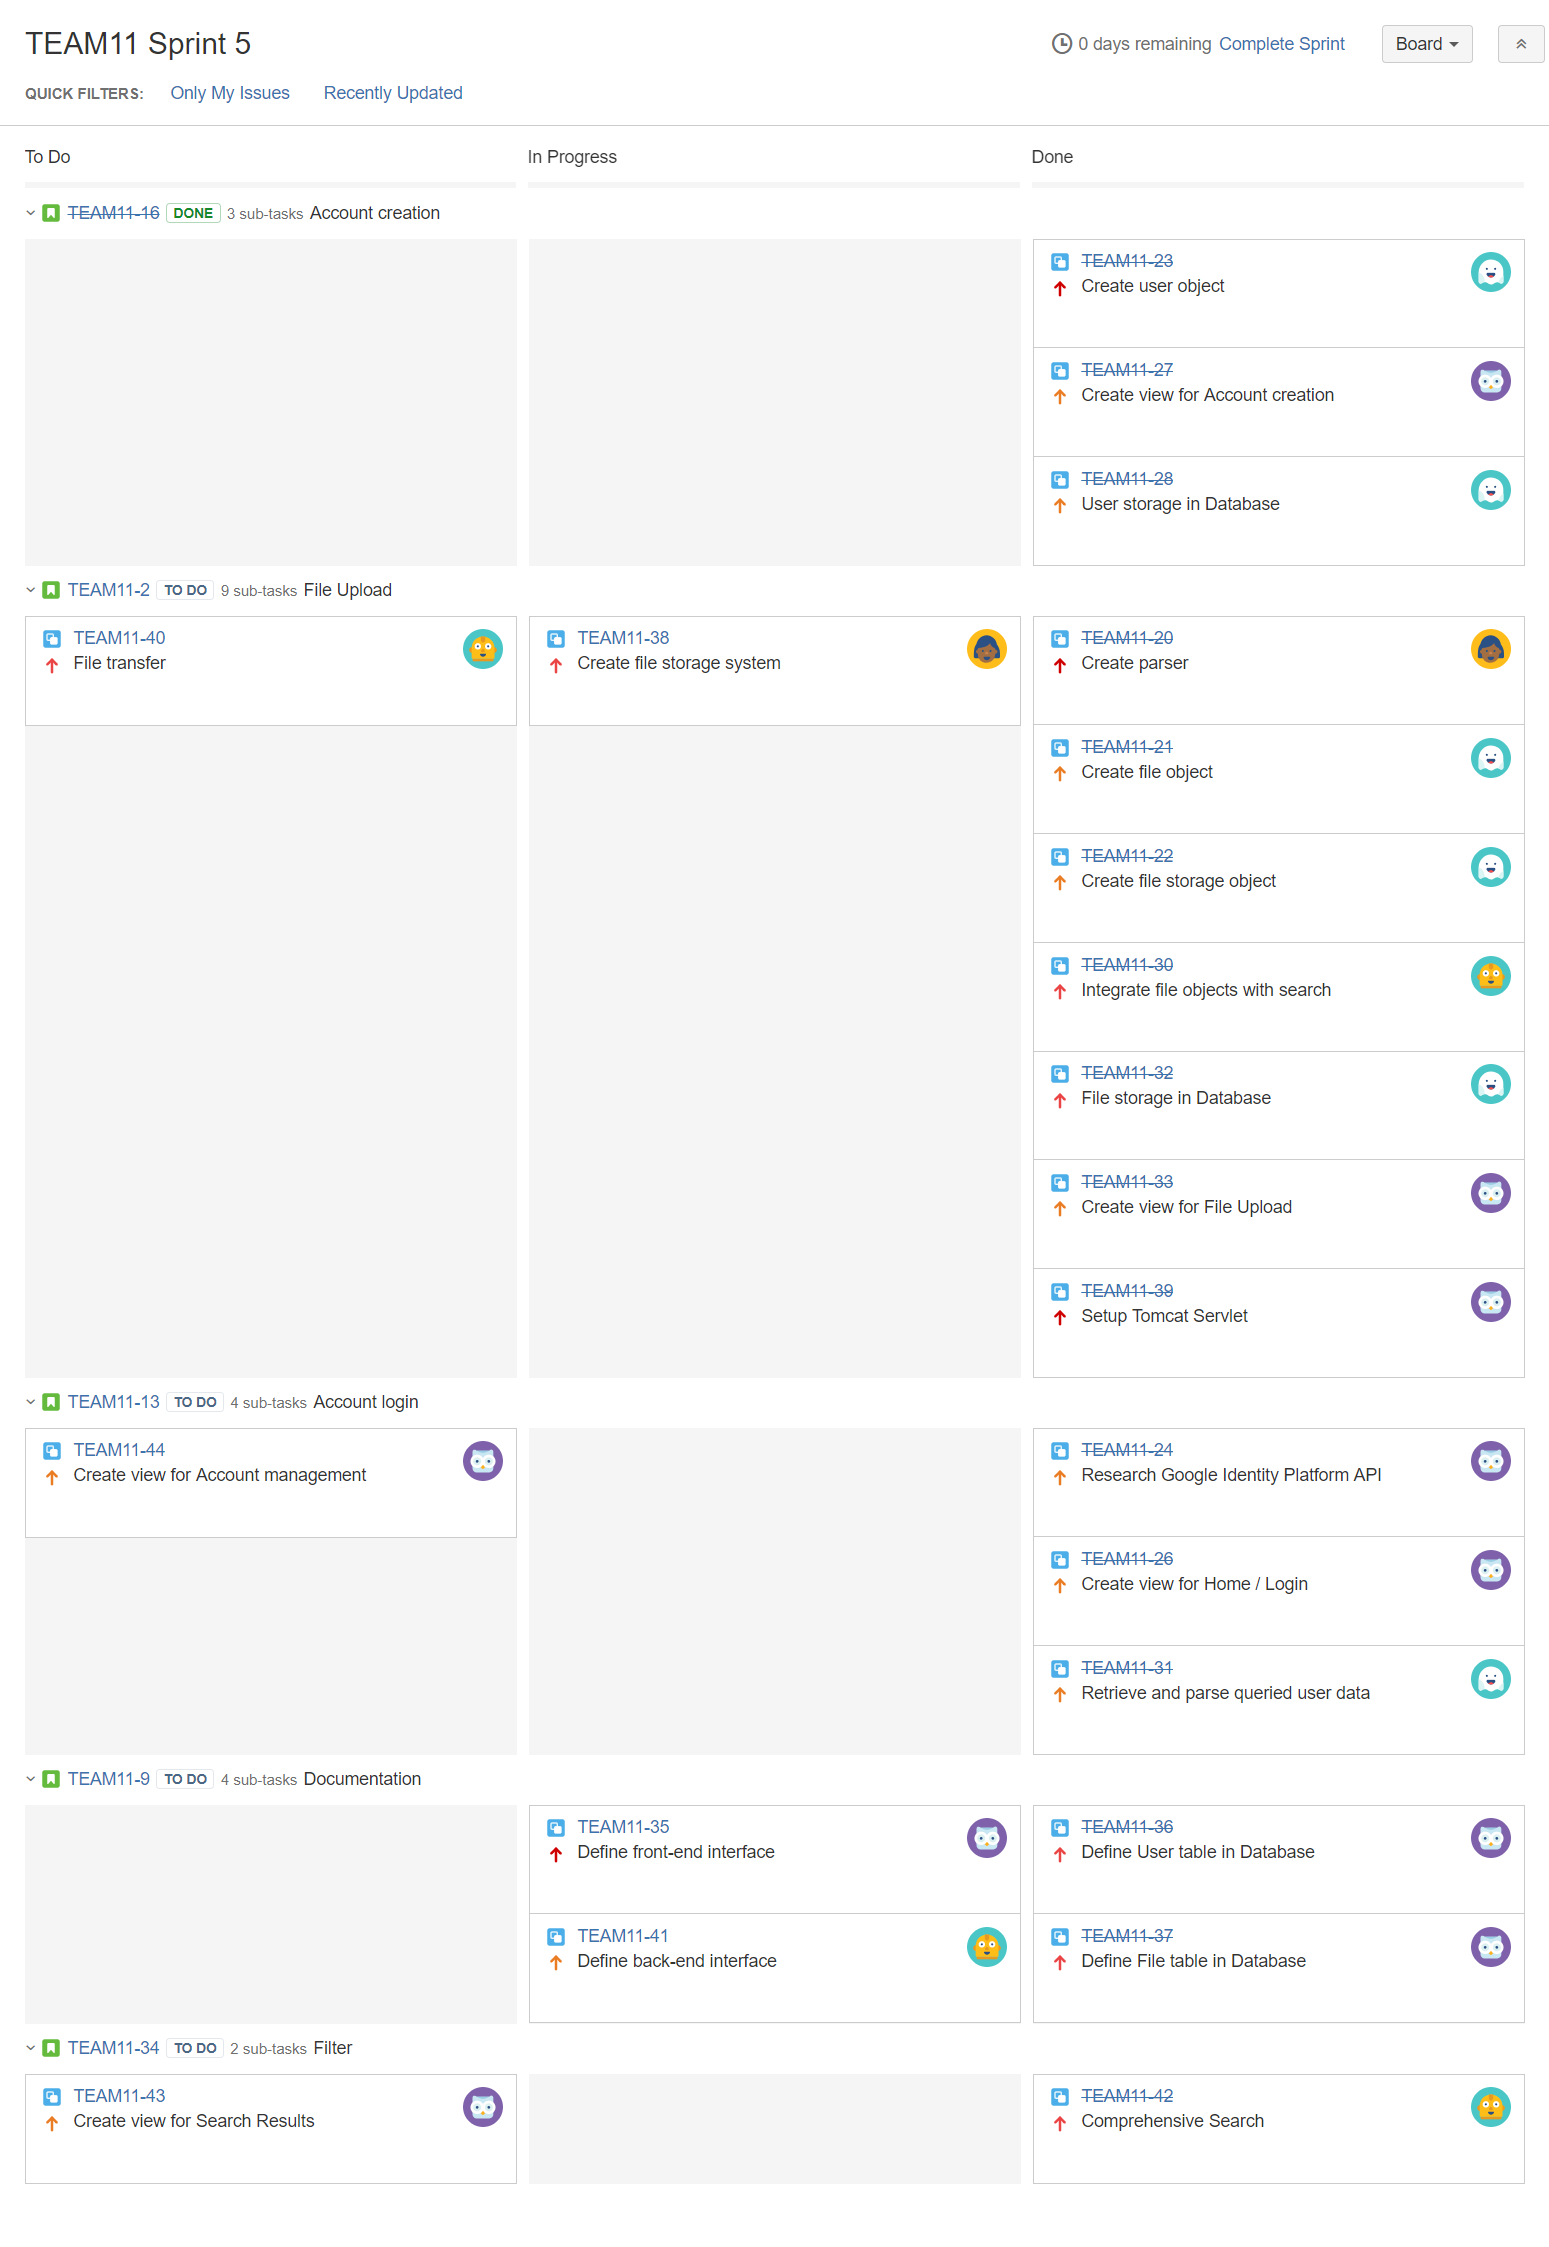 TEAM11 Sprint 5
0 days remaining Complete Sprint Board
QUICK FILTERS: Only My Issues Recently Updated
To Do In Progress Done
TEAM11-16 DONE 3 sub-tasks Account creation
TEAM11-23
Create user object
TEAM11-27
Create view for Account creation
TEAM11-28
User storage in Database
TEAM11-2 TO DO 9 sub-tasks File Upload
TEAM11-40
File transfer
TEAM11-38
Create file storage system
TEAM11-20
Create parser
TEAM11-21
Create file object
TEAM11-22
Create file storage object
TEAM11-30
Integrate file objects with search
TEAM11-32
File storage in Database
TEAM11-33
Create view for File Upload
TEAM11-39
Setup Tomcat Servlet
TEAM11-13 TO DO 4 sub-tasks Account login
TEAM11-44
Create view for Account management
TEAM11-24
Research Google Identity Platform API
TEAM11-26
Create view for Home / Login
TEAM11-31
Retrieve and parse queried user data
TEAM11-9 TO DO 4 sub-tasks Documentation
TEAM11-35
Define front-end interface
TEAM11-41
Define back-end interface
TEAM11-36
Define User table in Database
TEAM11-37
Define File table in Database
TEAM11-34 TO DO 2 sub-tasks Filter
TEAM11-43
Create view for Search Results
TEAM11-42
Comprehensive Search